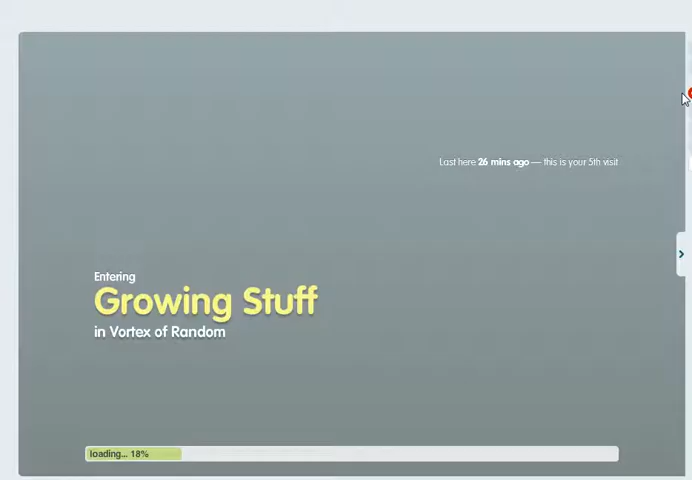 Last here 26 mins ago — this is your 5th visit
Entering
Growing Stuff
in Vortex of Random
loading... 18%